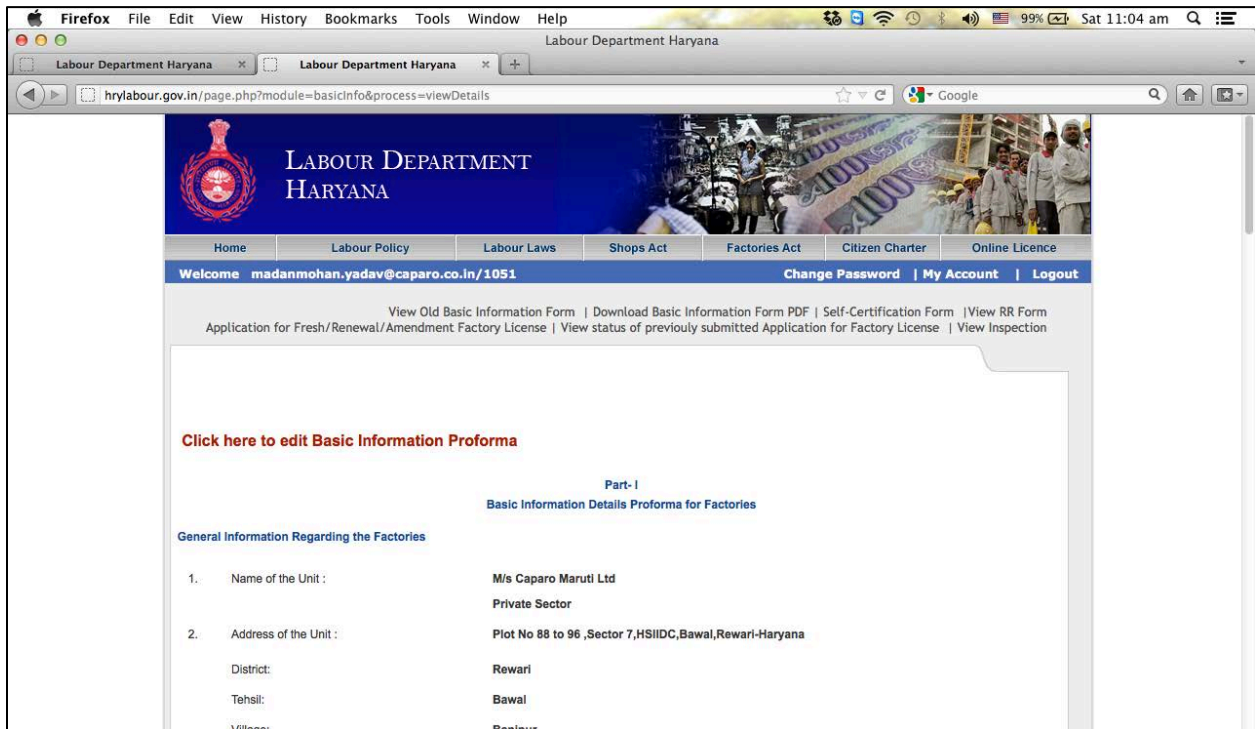 Firefox File Edit View History Bookmarks Tools Window Help 99% Sat 11:04 am
Labour Department Haryana
Labour Department Haryana × Labour Department Haryana × +
hrylabour.gov.in/page.php?module=basicInfo&process=viewDetails Google
LABOUR DEPARTMENT
HARYANA
Home Labour Policy Labour Laws Shops Act Factories Act Citizen Charter Online Licence
Welcome madanmohan.yadav@caparo.co.in/1051 Change Password | My Account | Logout
View Old Basic Information Form | Download Basic Information Form PDF | Self-Certification Form |View RR Form
Application for Fresh/Renewal/Amendment Factory License | View status of previouly submitted Application for Factory License | View Inspection
Click here to edit Basic Information Proforma
Part- I
Basic Information Details Proforma for Factories
General Information Regarding the Factories
1. Name of the Unit : M/s Caparo Maruti Ltd
Private Sector
2. Address of the Unit : Plot No 88 to 96 ,Sector 7,HSIIDC,Bawal,Rewari-Haryana
District: Rewari
Tehsil: Bawal
Village: